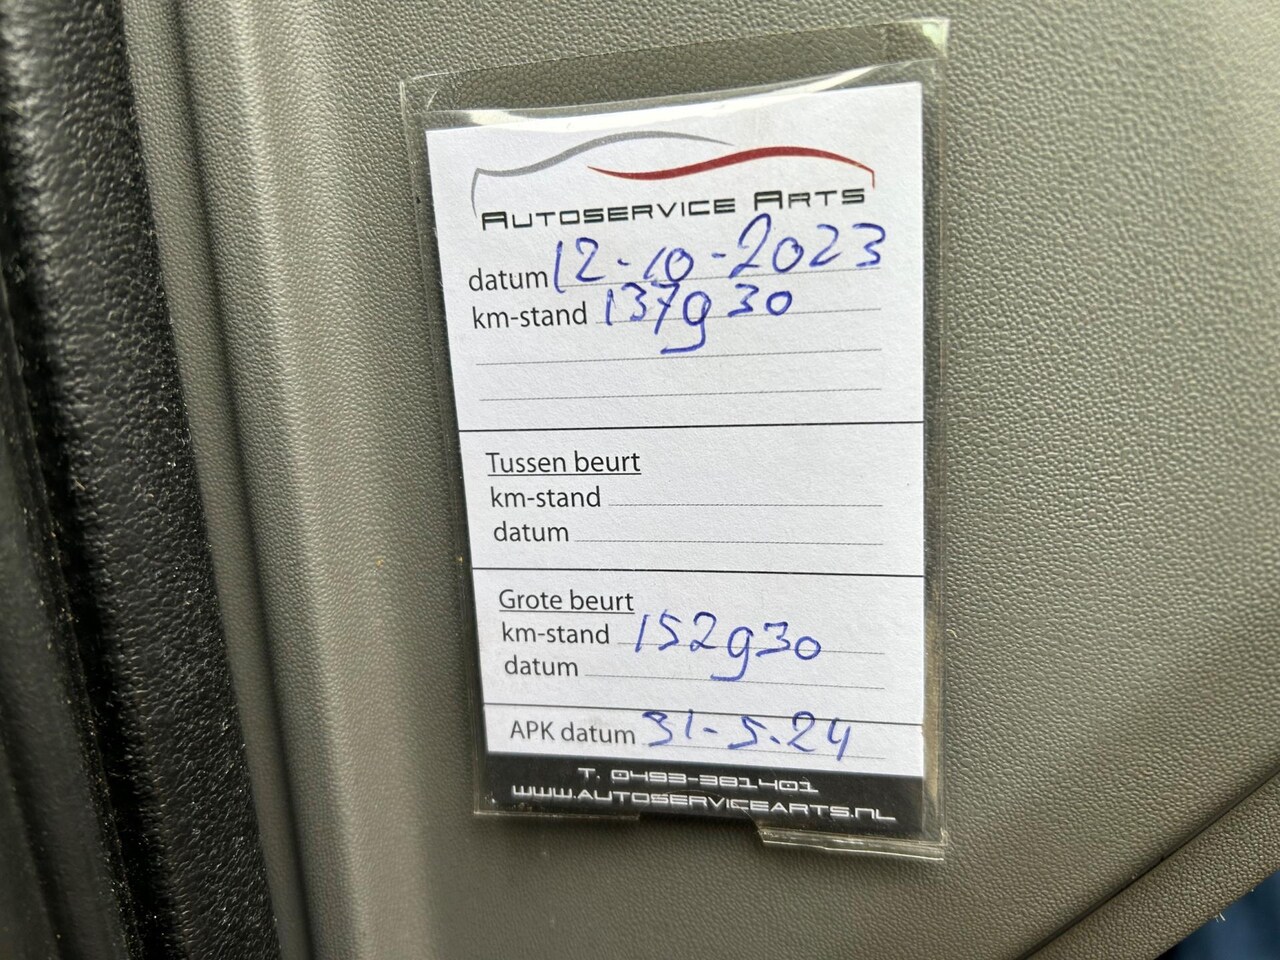 AUTOSERVICE ARTS
datum 12-10-2023
km-stand 137930
Tussen beurt
km-stand
datum
Grote beurt
km-stand 152930
datum
APK datum 31-5-24
T. 0493-381401
WWW.AUTOSERVICEARTS.NL